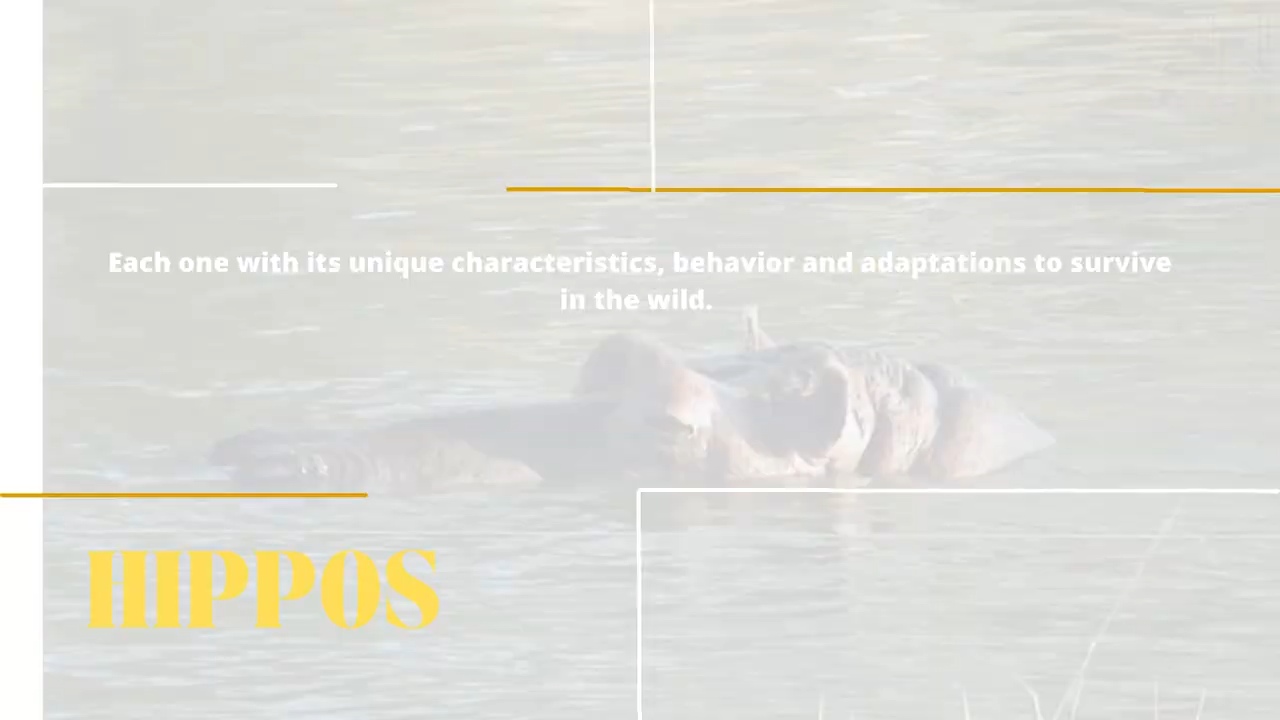 Each one with its unique characteristics, behavior and adaptations to survive
in the wild.
HIPPOS